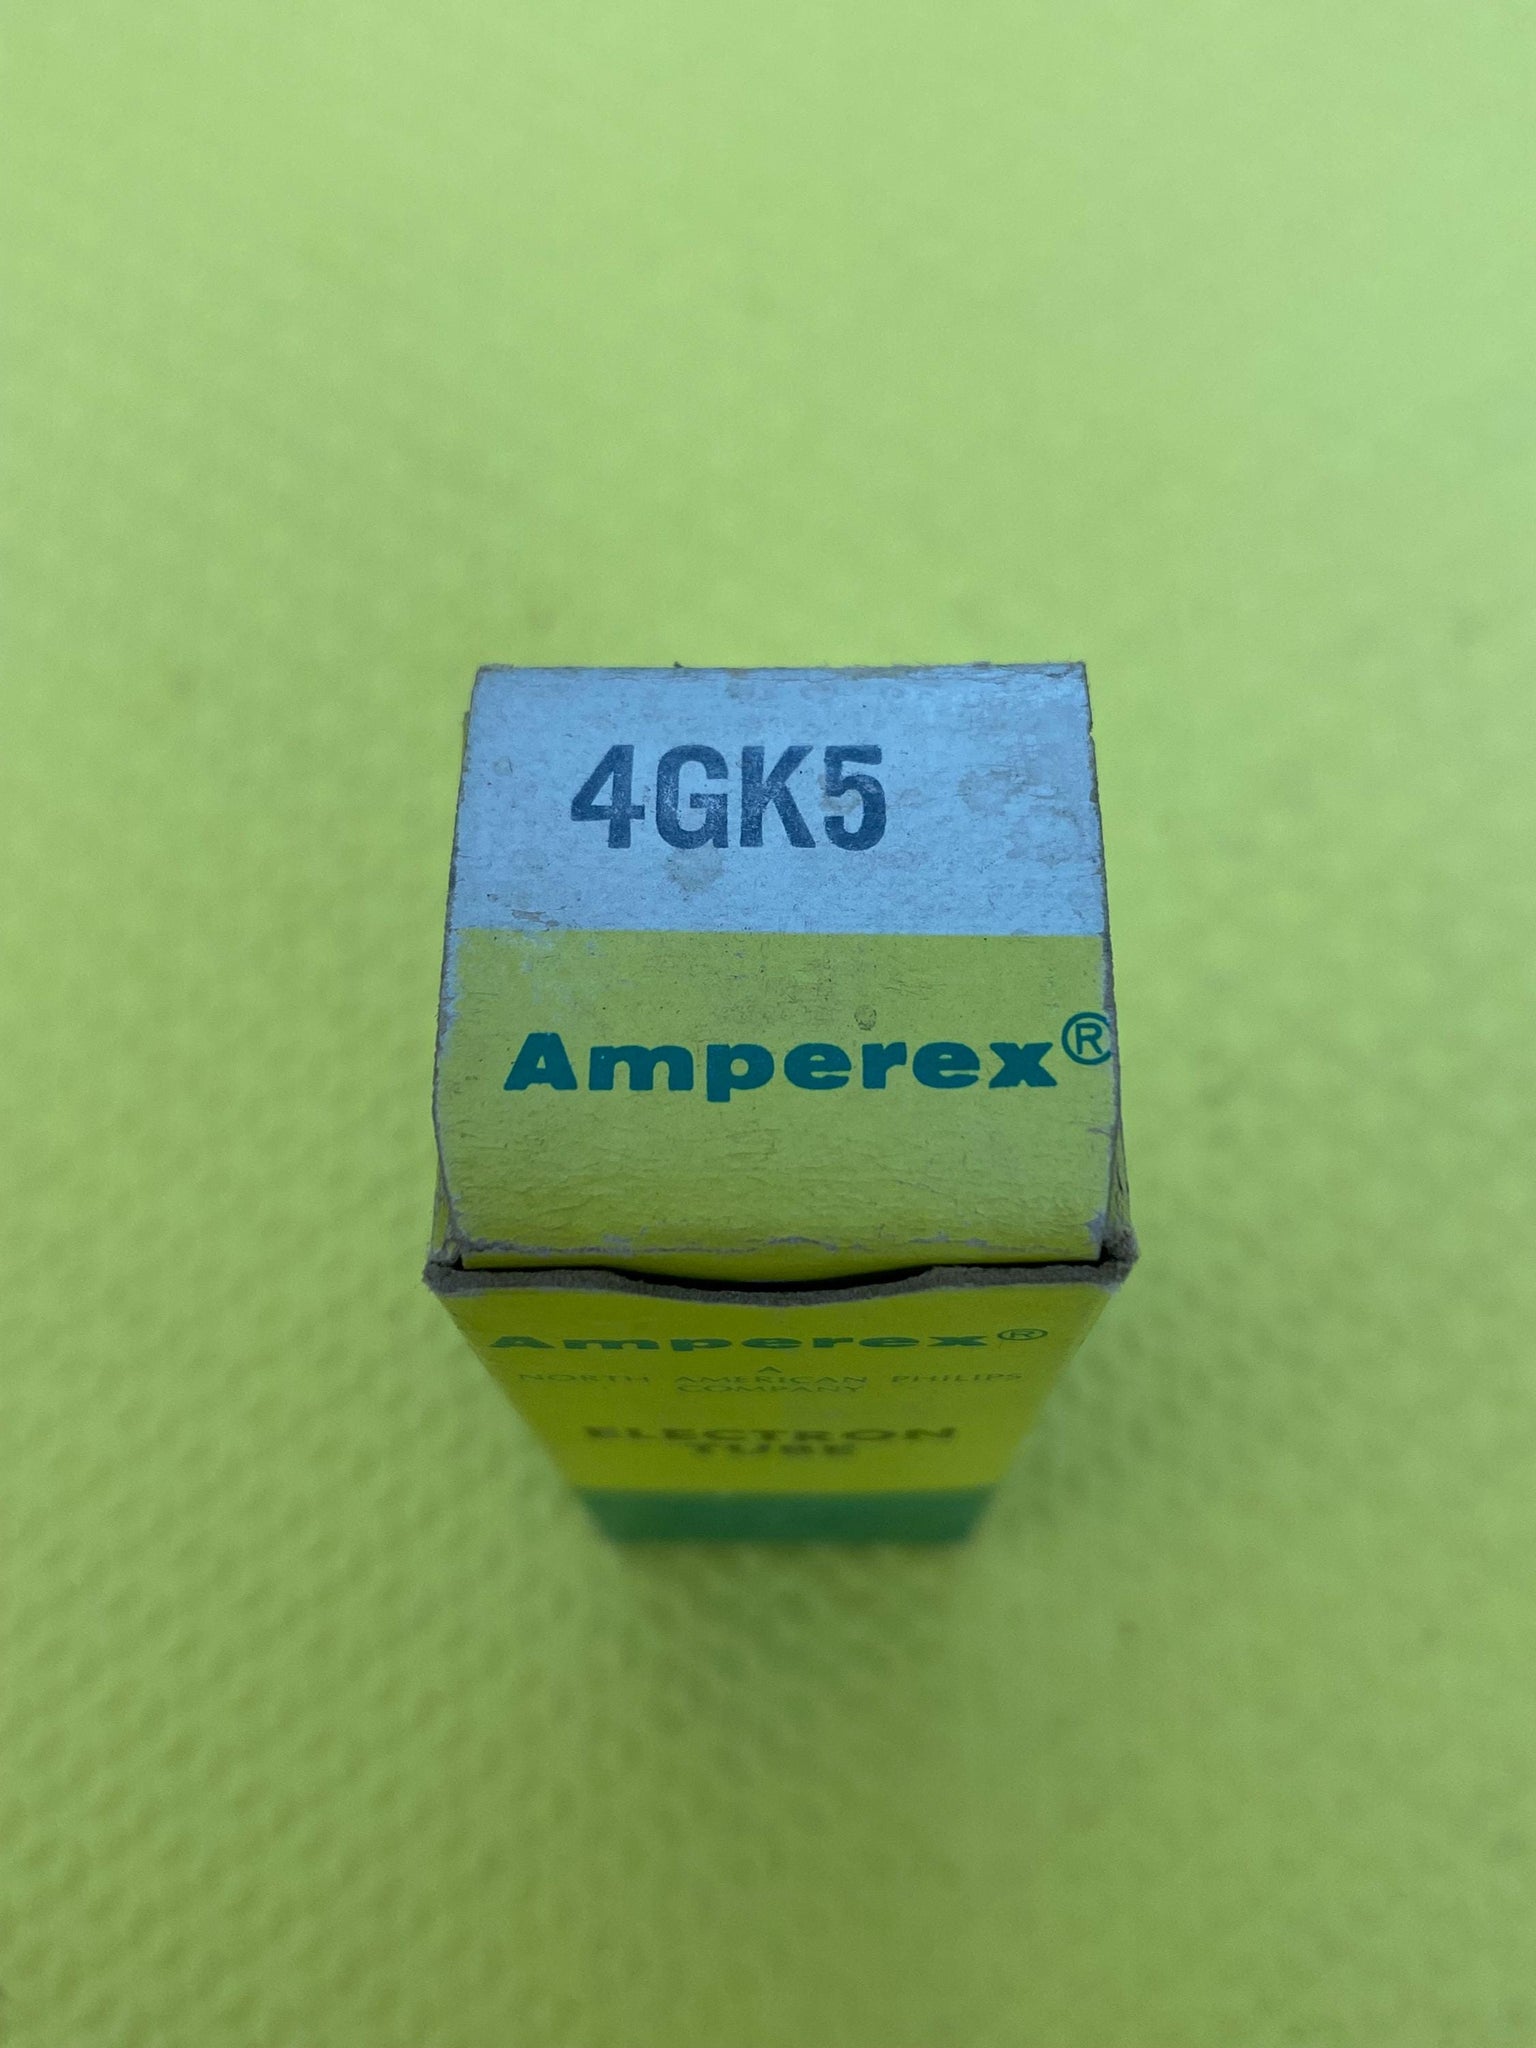 4GK5
Amperex®
Amperex®
A
NORTH AMERICAN PHILIPS
COMPANY
ELECTRON
TUBE